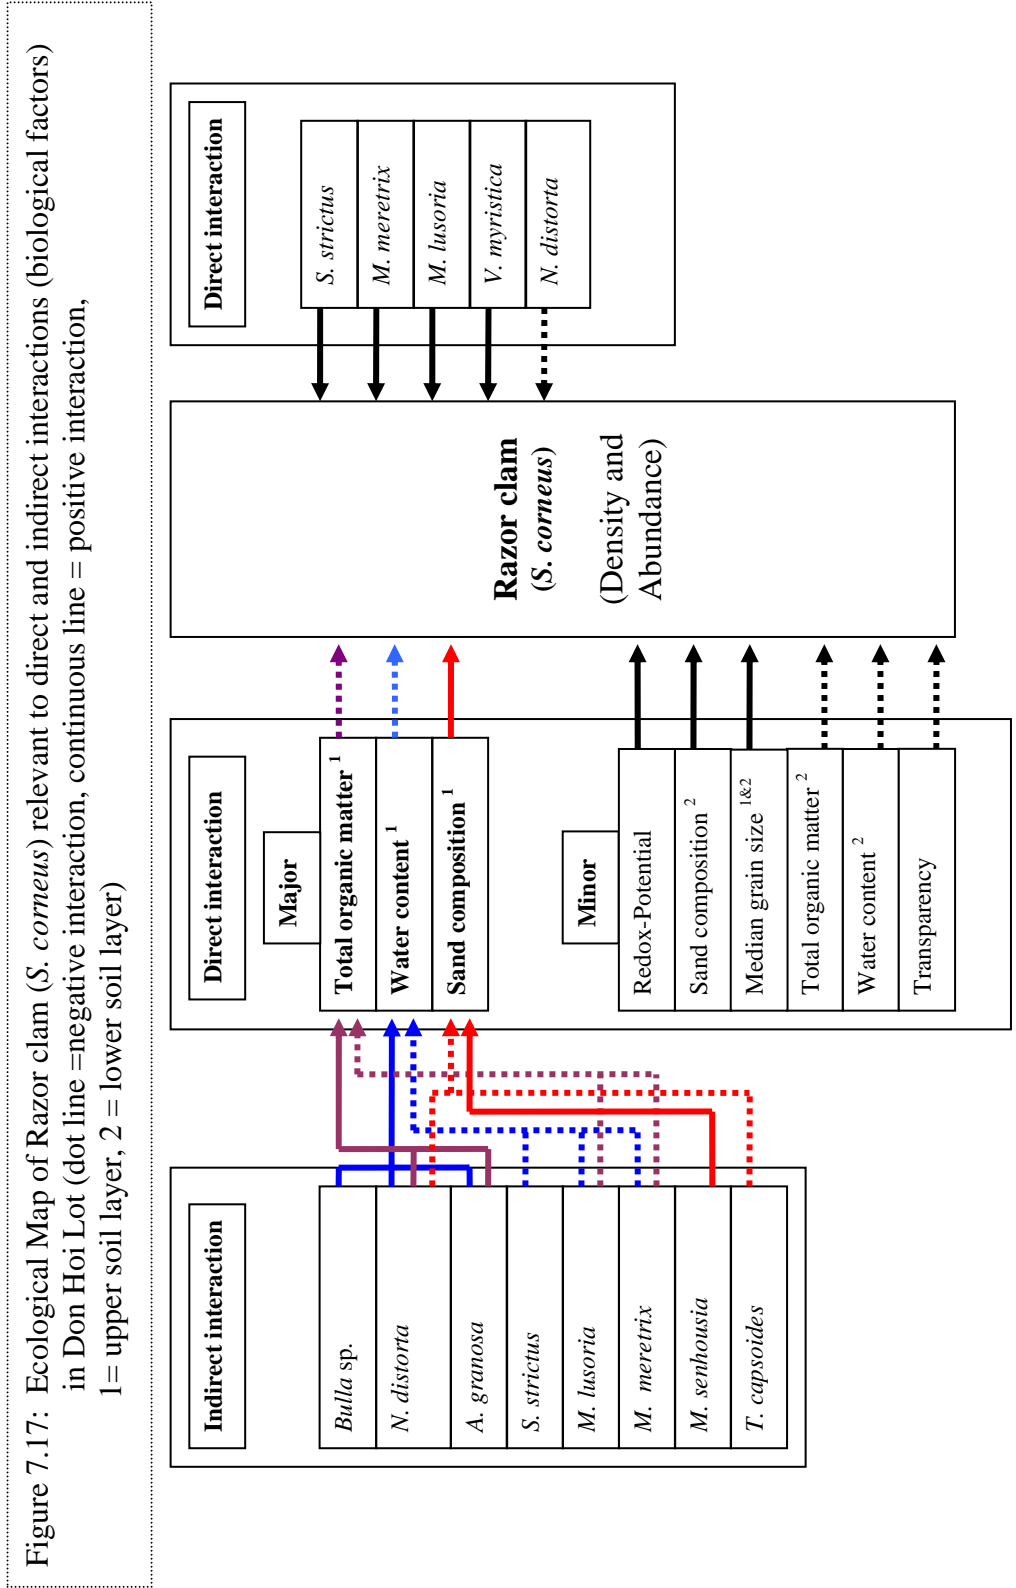 Figure 7.17: Ecological Map of Razor clam (S. corneus) relevant to direct and indirect interactions (biological factors)
in Don Hoi Lot (dot line =negative interaction, continuous line = positive interaction,
1= upper soil layer, 2 = lower soil layer)
Indirect interaction
Bulla sp.
N. distorta
A. granosa
S. strictus
M. lusoria
M. meretrix
M. senhousia
T. capsoides
Direct interaction
Major
Total organic matter 1
Water content 1
Sand composition 1
Minor
Redox-Potential
Sand composition 2
Median grain size 1&2
Total organic matter 2
Water content 2
Transparency
Razor clam
(S. corneus)
(Density and
Abundance)
Direct interaction
S. strictus
M. meretrix
M. lusoria
V. myristica
N. distorta